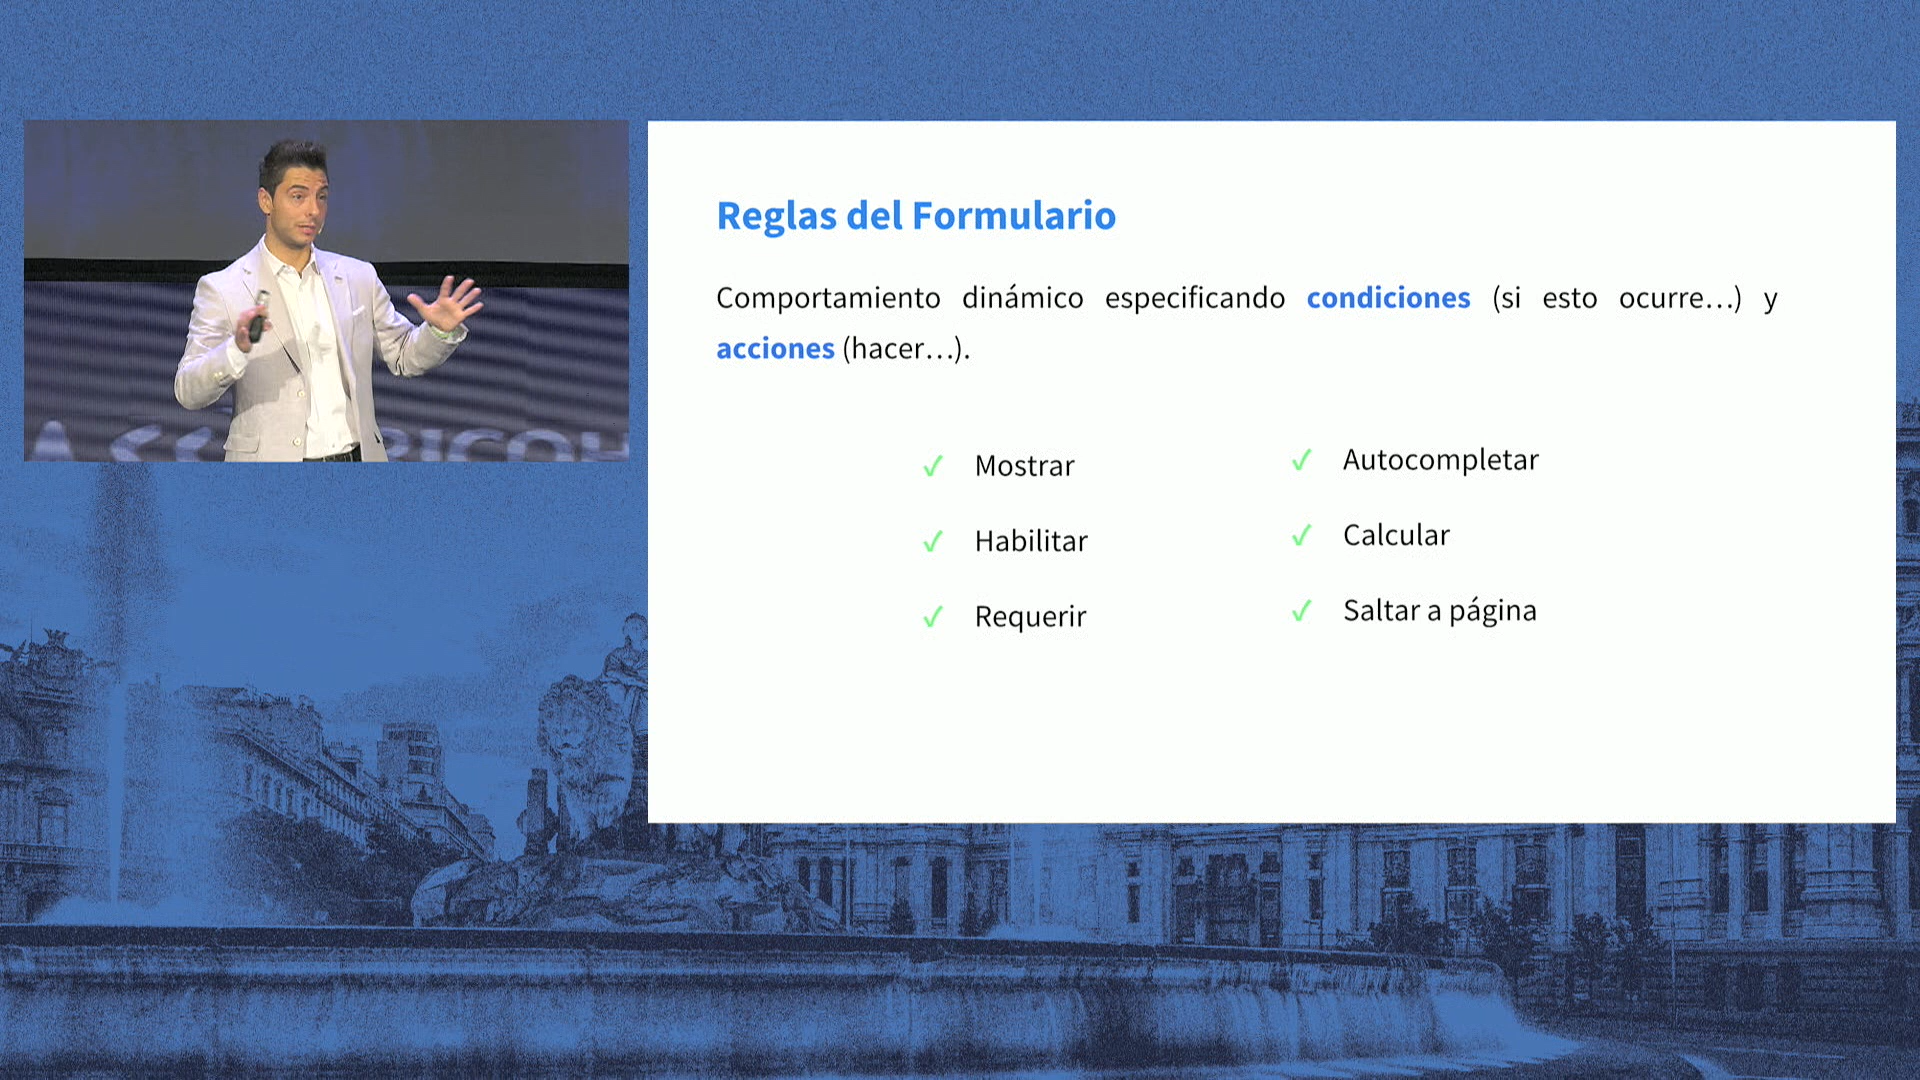 RICOH
Reglas del Formulario
Comportamiento dinámico especificando condiciones (si esto ocurre...) y
acciones (hacer...).
✓ Mostrar
✓ Habilitar
✓ Requerir
✓ Autocompletar
✓ Calcular
✓ Saltar a página